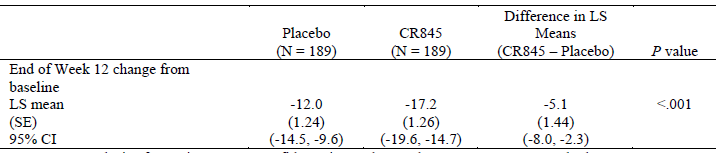 Difference in LS
Placebo CR845 Means
(N = 189) (N = 189) (CR845 – Placebo) P value
End of Week 12 change from
baseline
LS mean -12.0 -17.2 -5.1 <.001
(SE) (1.24) (1.26) (1.44)
95% CI (-14.5, -9.6) (-19.6, -14.7) (-8.0, -2.3)